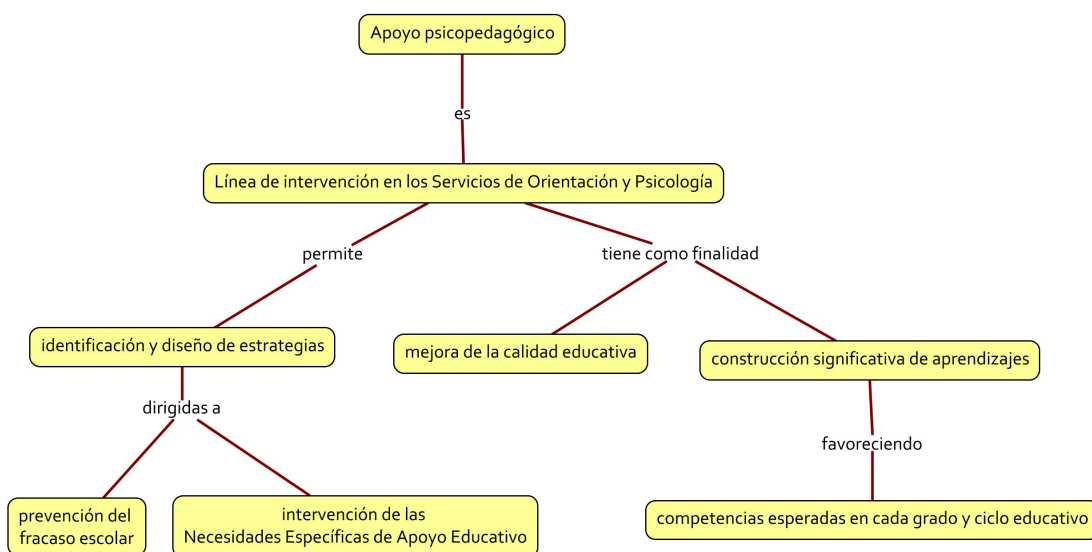 Apoyo psicopedagógico
es
Línea de intervención en los Servicios de Orientación y Psicología
permite
tiene como finalidad
identificación y diseño de estrategias
mejora de la calidad educativa
construcción significativa de aprendizajes
dirigidas a
favoreciendo
prevención del
fracaso escolar
intervención de las
Necesidades Específicas de Apoyo Educativo
competencias esperadas en cada grado y ciclo educativo